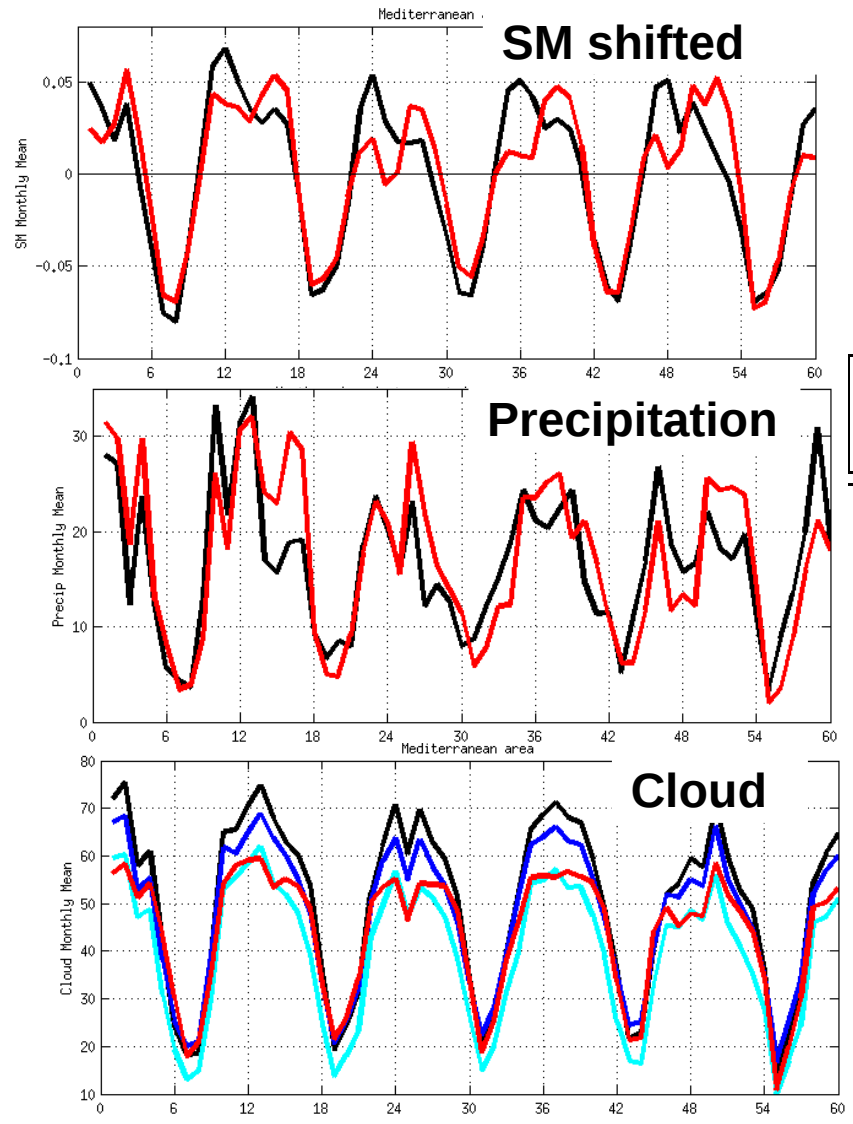 Mediterranean
SM shifted
SM Monthly Mean
0.05
0
-0.05
-0.1
0 6 12 18 24 30 36 42 48 54 60
Precipitation
Precip Monthly Mean
30
20
10
0
0 6 12 18 24 30 36 42 48 54 60
Mediterranean area
Cloud
Cloud Monthly Mean
80
70
60
50
40
30
20
10
0 6 12 18 24 30 36 42 48 54 60